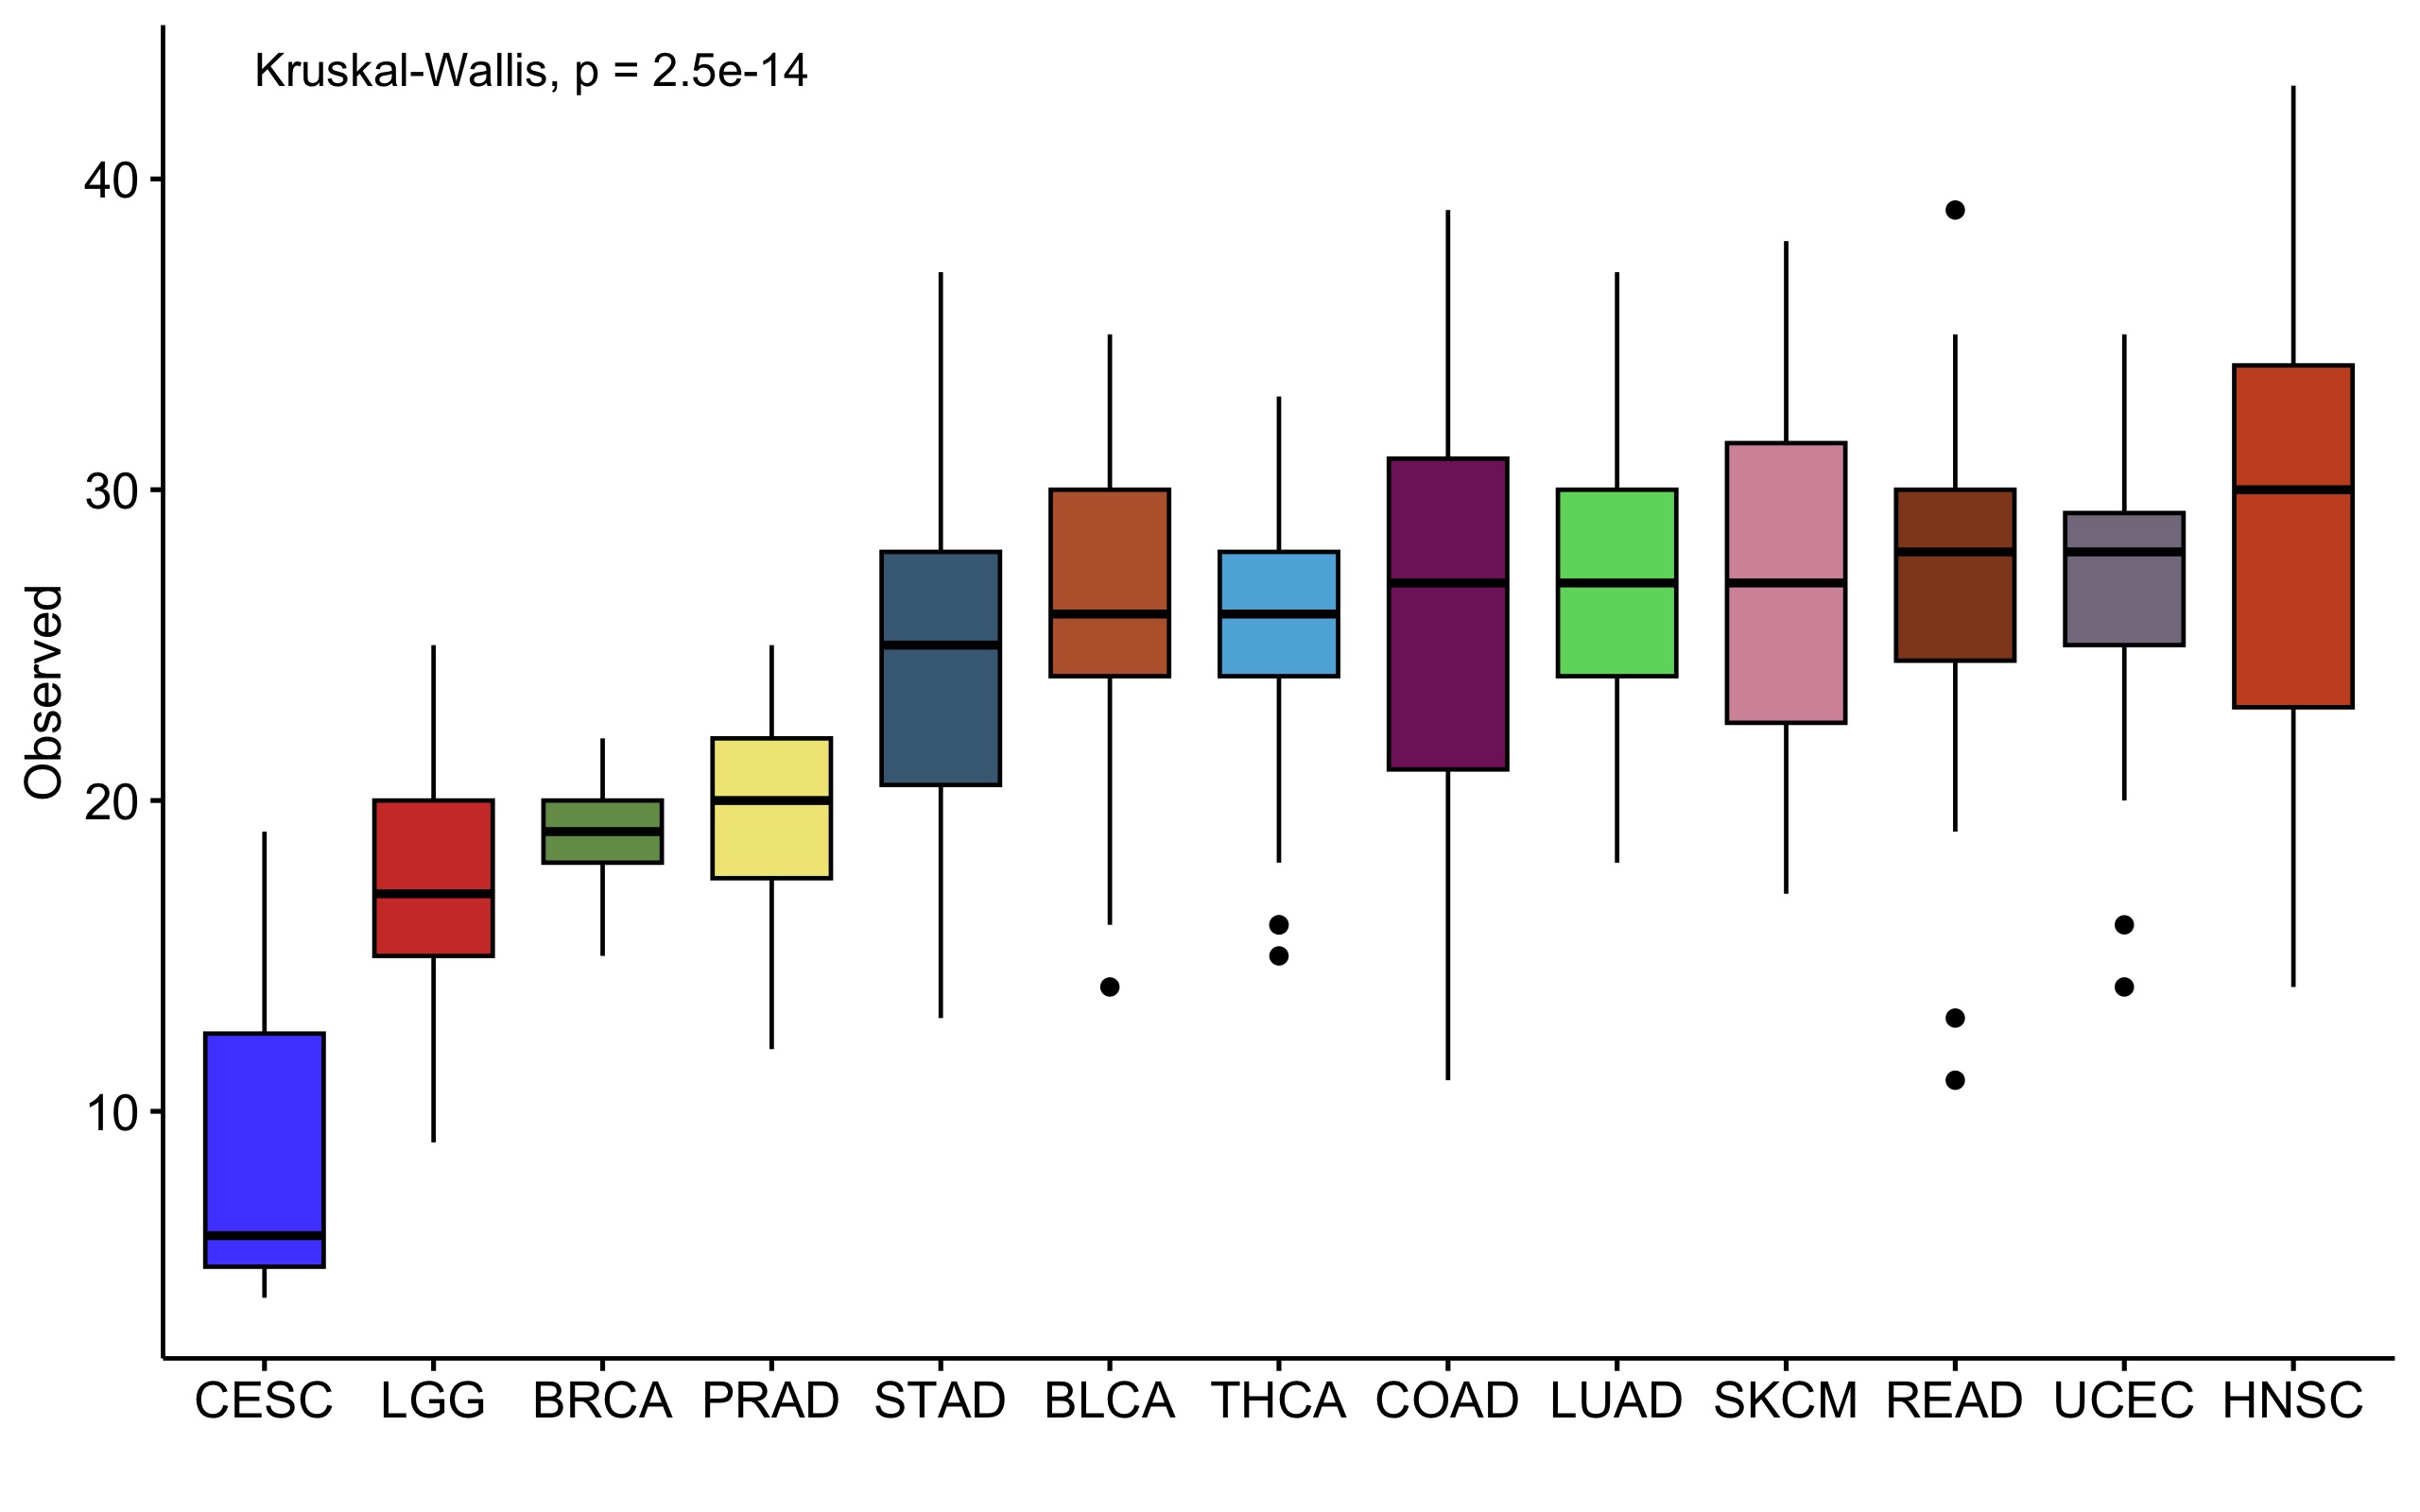 Kruskal-Wallis, p = 2.5e-14
Observed
40
30
20
10
CESC LGG BRCA PRAD STAD BLCA THCA COAD LUAD SKCM READ UCEC HNSC